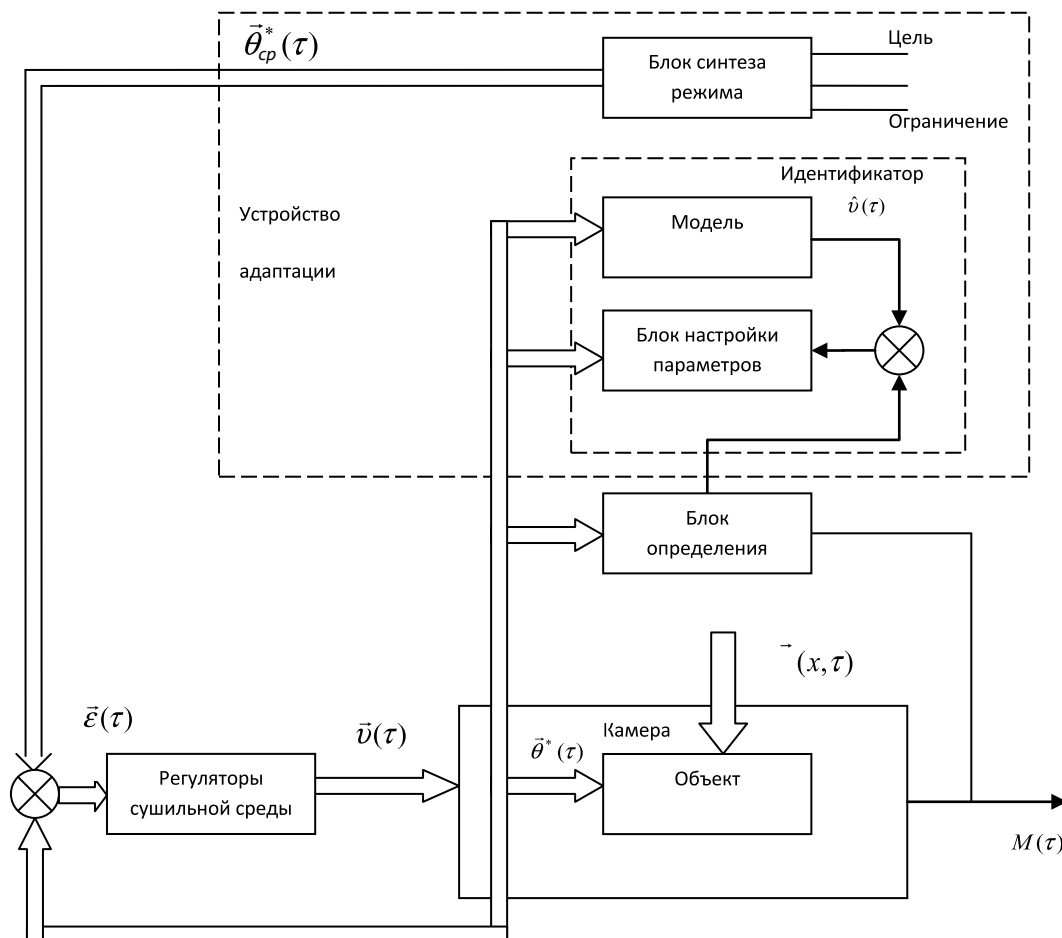 θ⃗*ср(τ)
Цель
Блок синтеза
режима
Ограничение
Идентификатор
Устройство
адаптации
Модель
υ̂(τ)
Блок настройки
параметров
Блок
определения
→ (x,τ)
ε⃗(τ)
υ⃗(τ)
Камера
θ⃗*(τ)
Объект
Регуляторы
сушильной среды
M(τ)